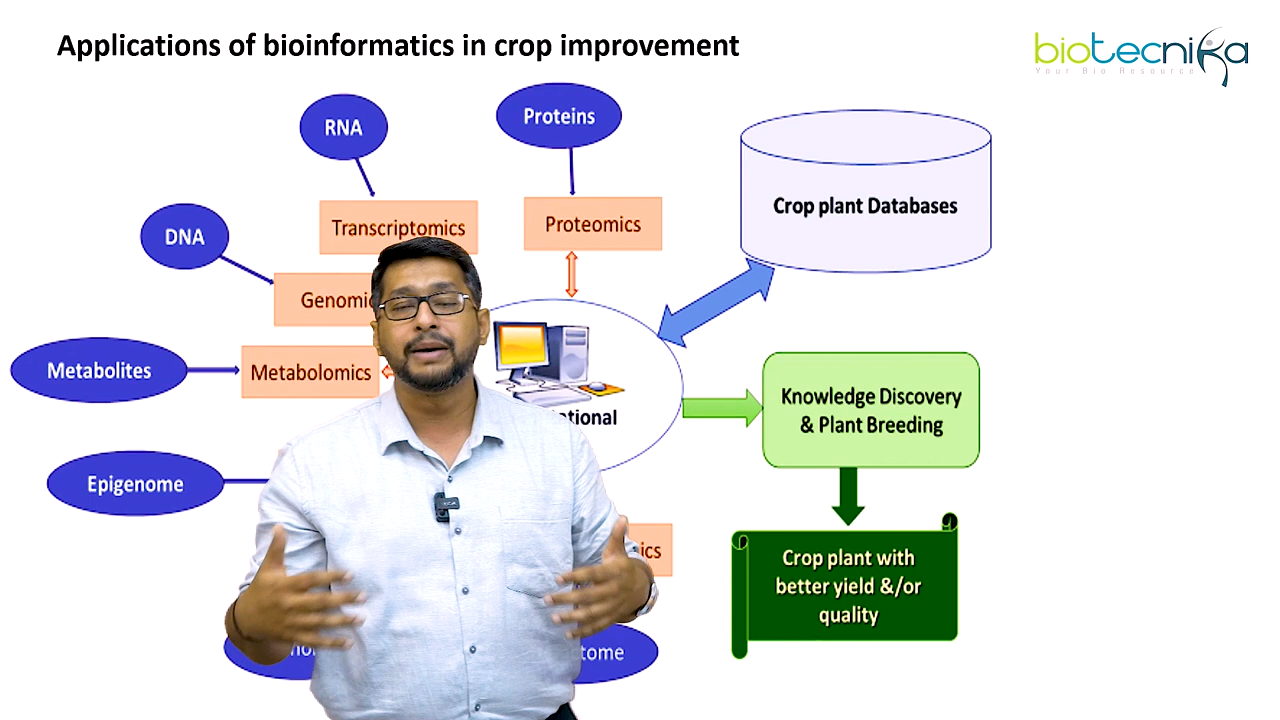 Applications of bioinformatics in crop improvement
biotecnika
Your Bio Resource
RNA
Proteins
Transcriptomics
Proteomics
Crop plant Databases
DNA
Metabolites
Metabolomics
Knowledge Discovery
& Plant Breeding
Epigenome
Crop plant with
better yield &/or
quality